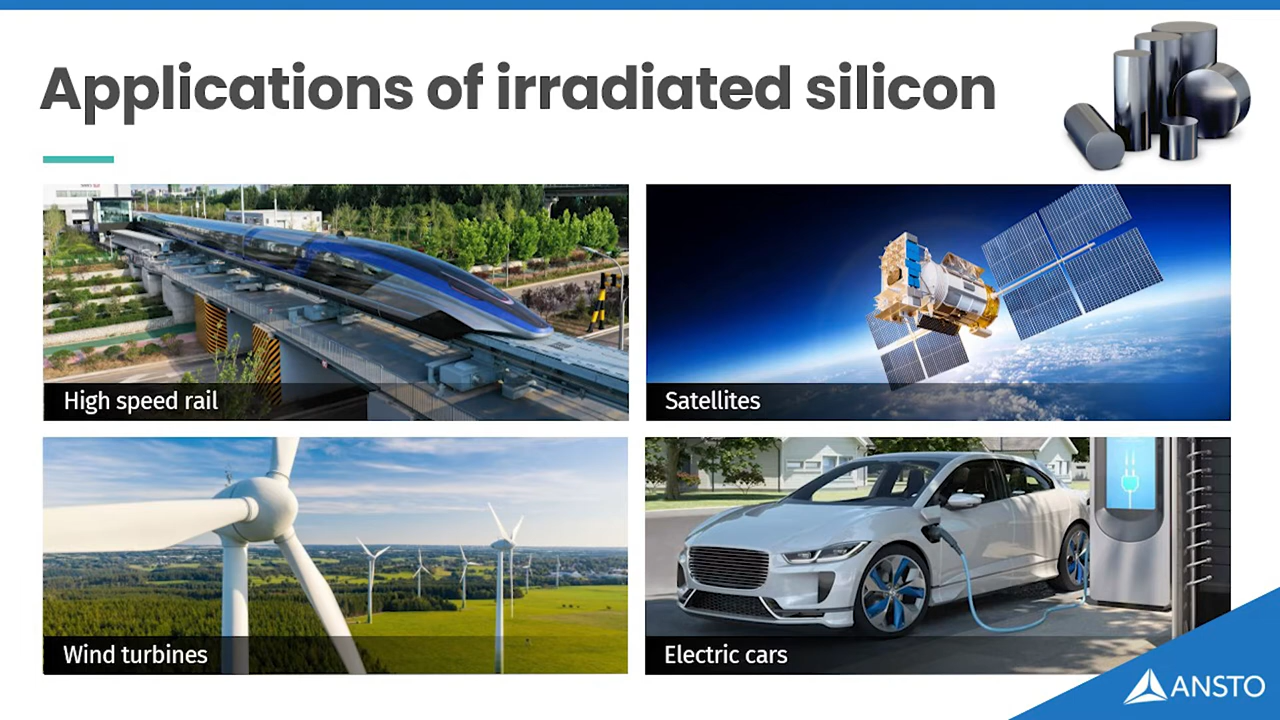 Applications of irradiated silicon
High speed rail
Satellites
Wind turbines
Electric cars
ANSTO